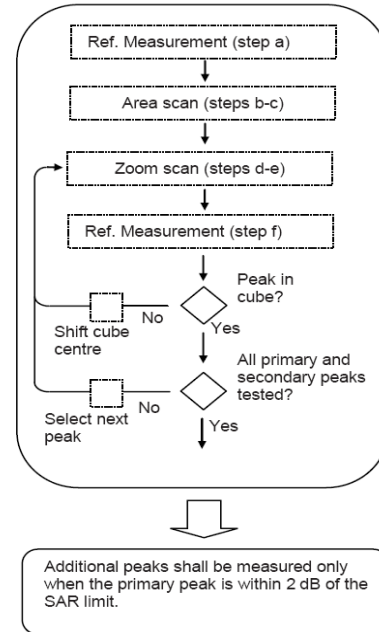 Ref. Measurement (step a)
Area scan (steps b-c)
Zoom scan (steps d-e)
Ref. Measurement (step f)
Peak in
cube?
No
Yes
Shift cube
centre
All primary and
secondary peaks
tested?
No
Yes
Select next
peak
Additional peaks shall be measured only
when the primary peak is within 2 dB of the
SAR limit.